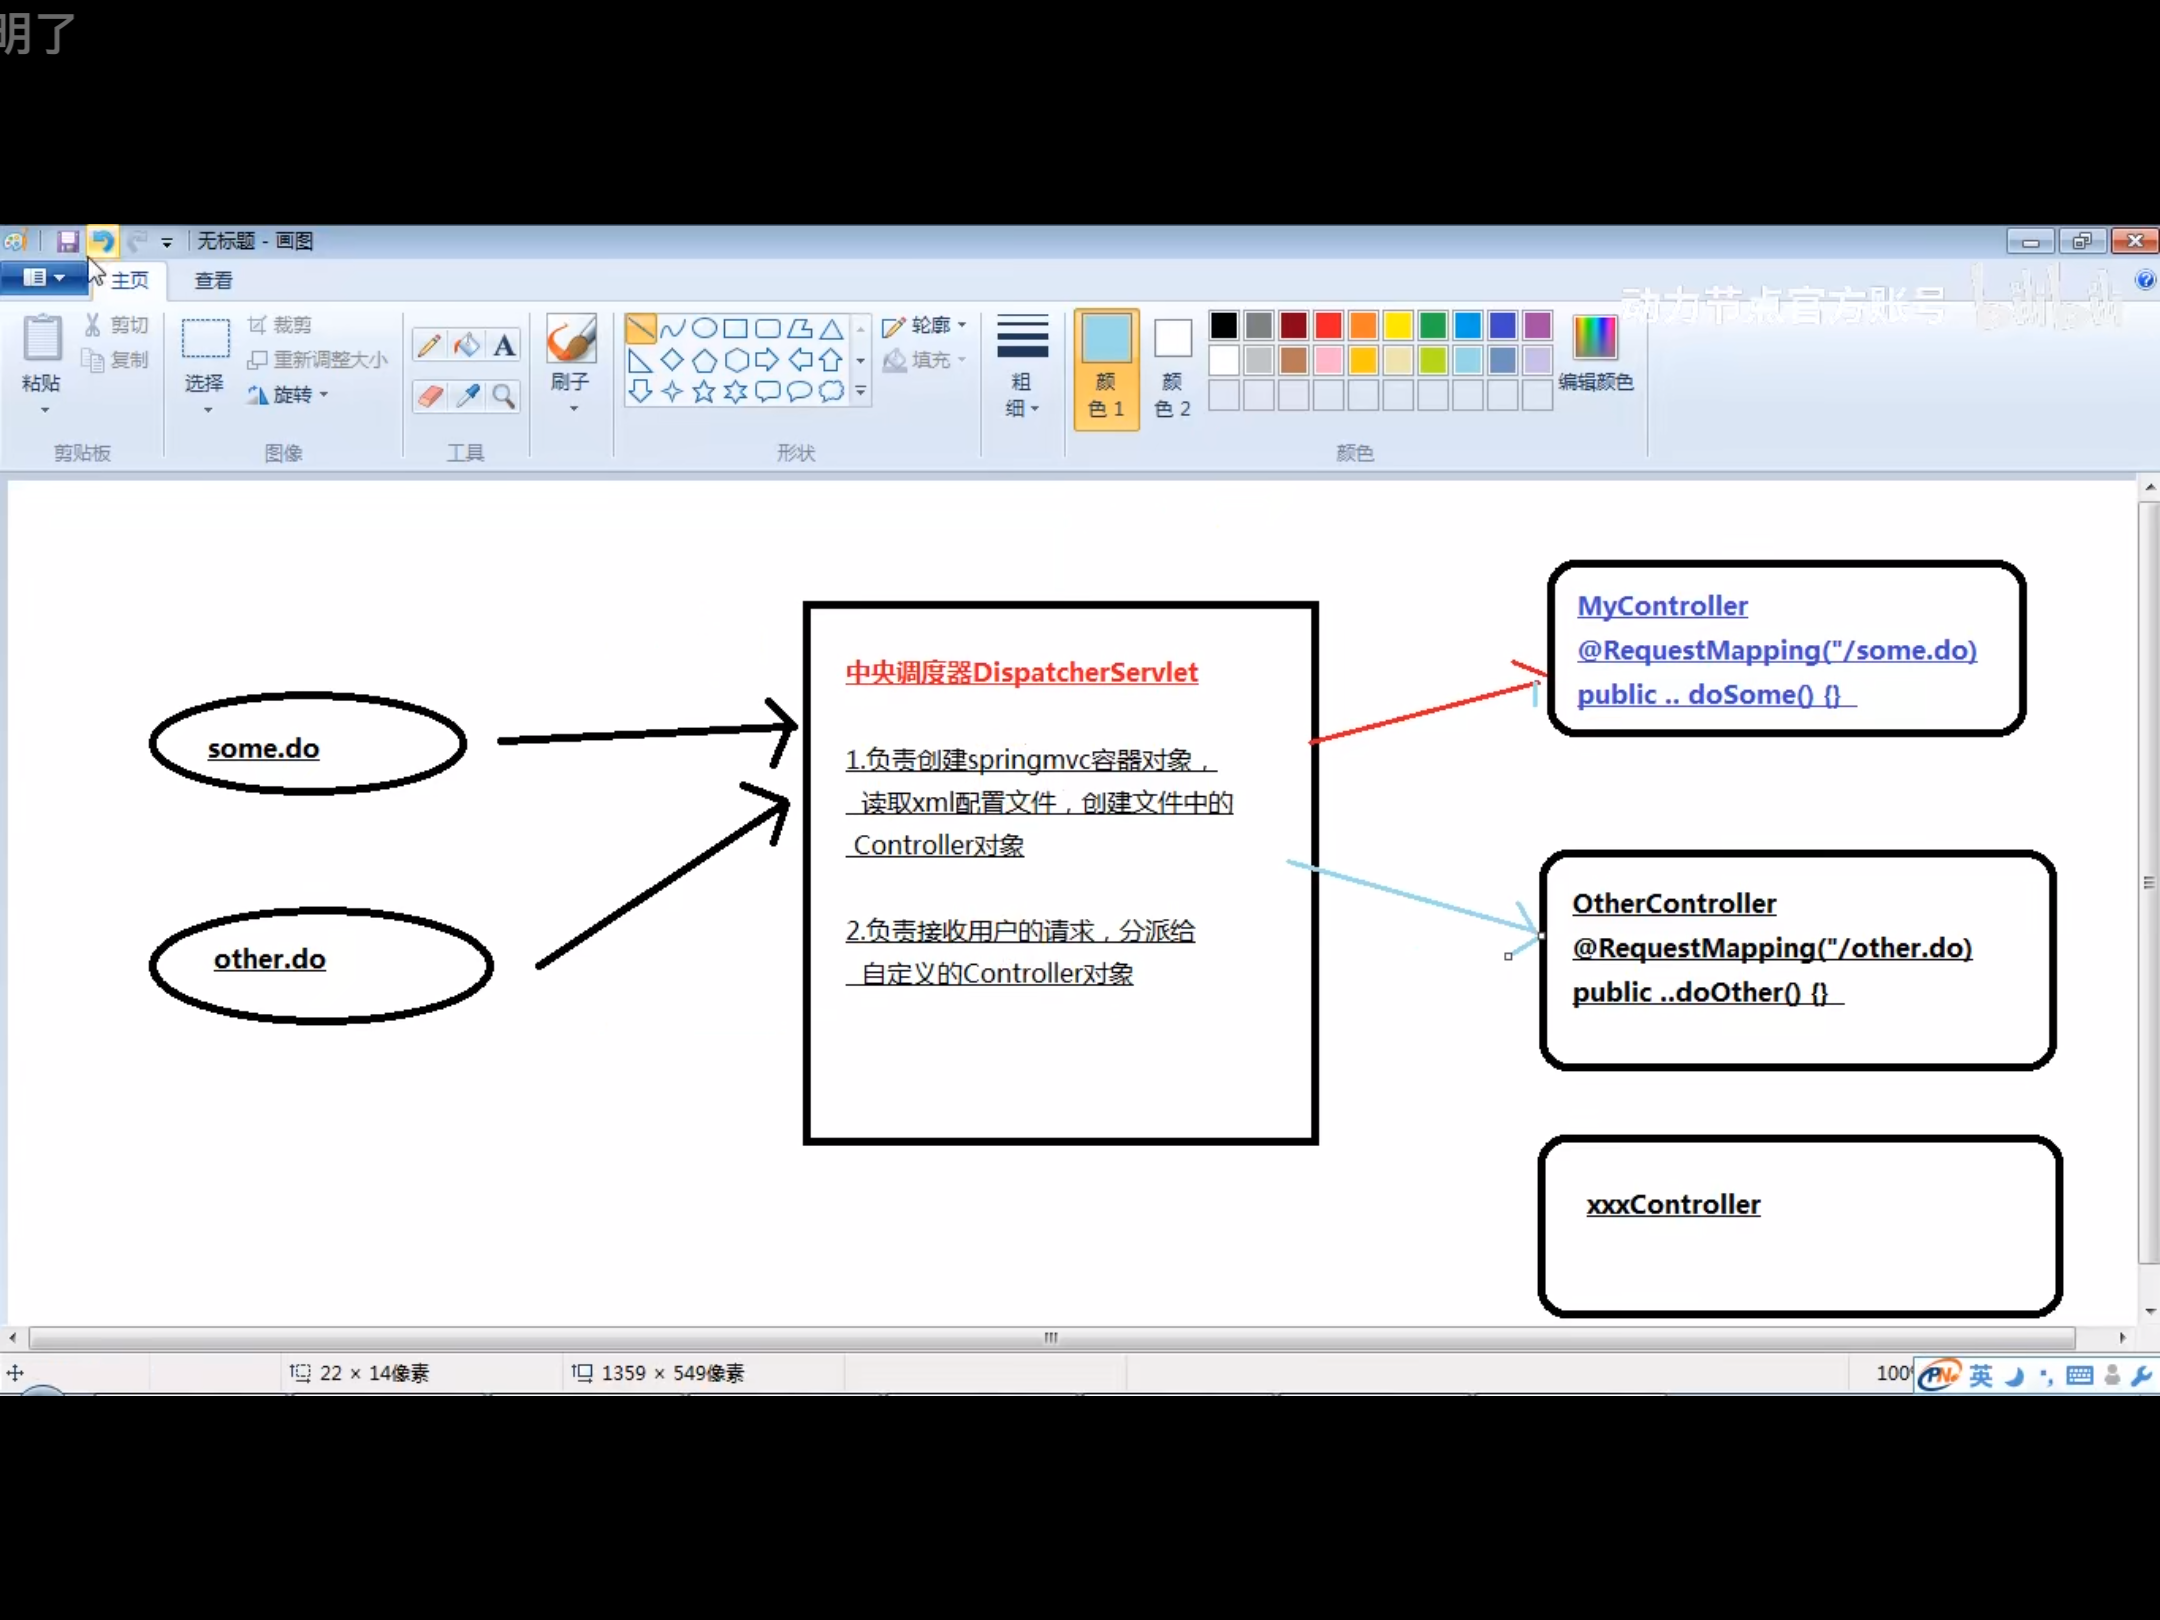 明了
无标题 - 画图
主页
查看
动力节点官方账号
bilibili
粘贴
剪切
复制
剪贴板
选择
裁剪
重新调整大小
旋转
图像
工具
刷子
形状
轮廓
填充
粗
细
颜
色 1
颜
色 2
编辑颜色
颜色
some.do
other.do
中央调度器DispatcherServlet
1.负责创建springmvc容器对象，
读取xml配置文件，创建文件中的
Controller对象
2.负责接收用户的请求，分派给
自定义的Controller对象
MyController
@RequestMapping("/some.do)
public .. doSome() {}
OtherController
@RequestMapping("/other.do)
public ..doOther() {}
xxxController
22 × 14像素
1359 × 549像素
100
英